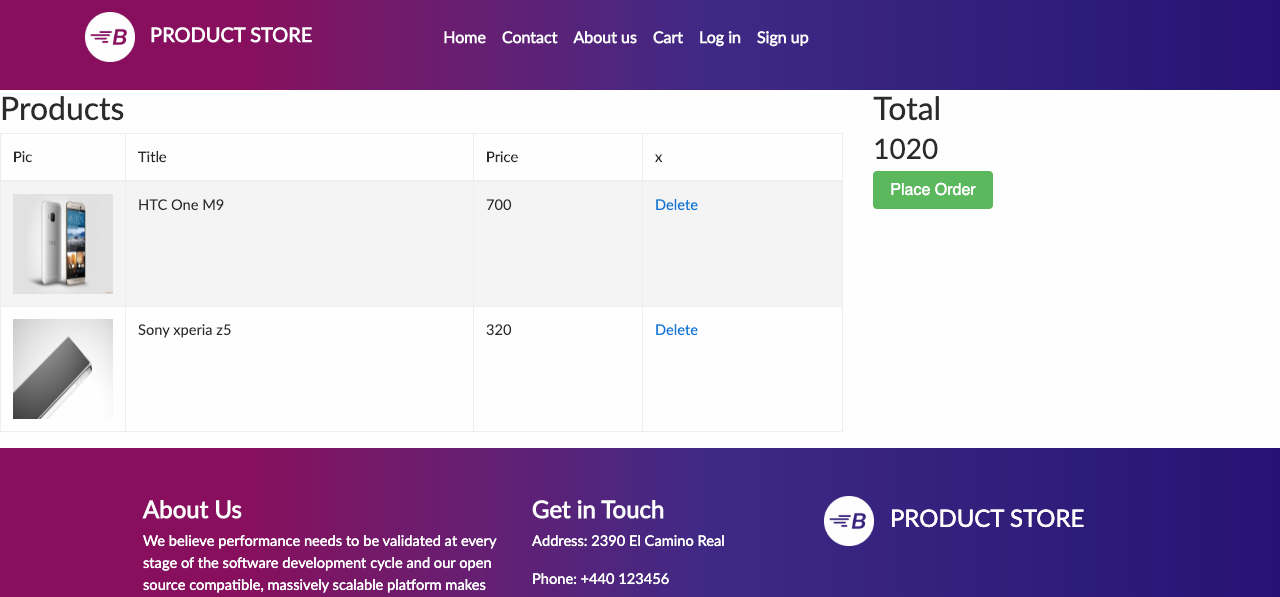 B PRODUCT STORE
Home Contact About us Cart Log in Sign up
Products
Total
1020
Place Order
Pic Title Price x
HTC One M9 700 Delete
Sony xperia z5 320 Delete
About Us
We believe performance needs to be validated at every
stage of the software development cycle and our open
source compatible, massively scalable platform makes
Get in Touch
Address: 2390 El Camino Real
Phone: +440 123456
B PRODUCT STORE